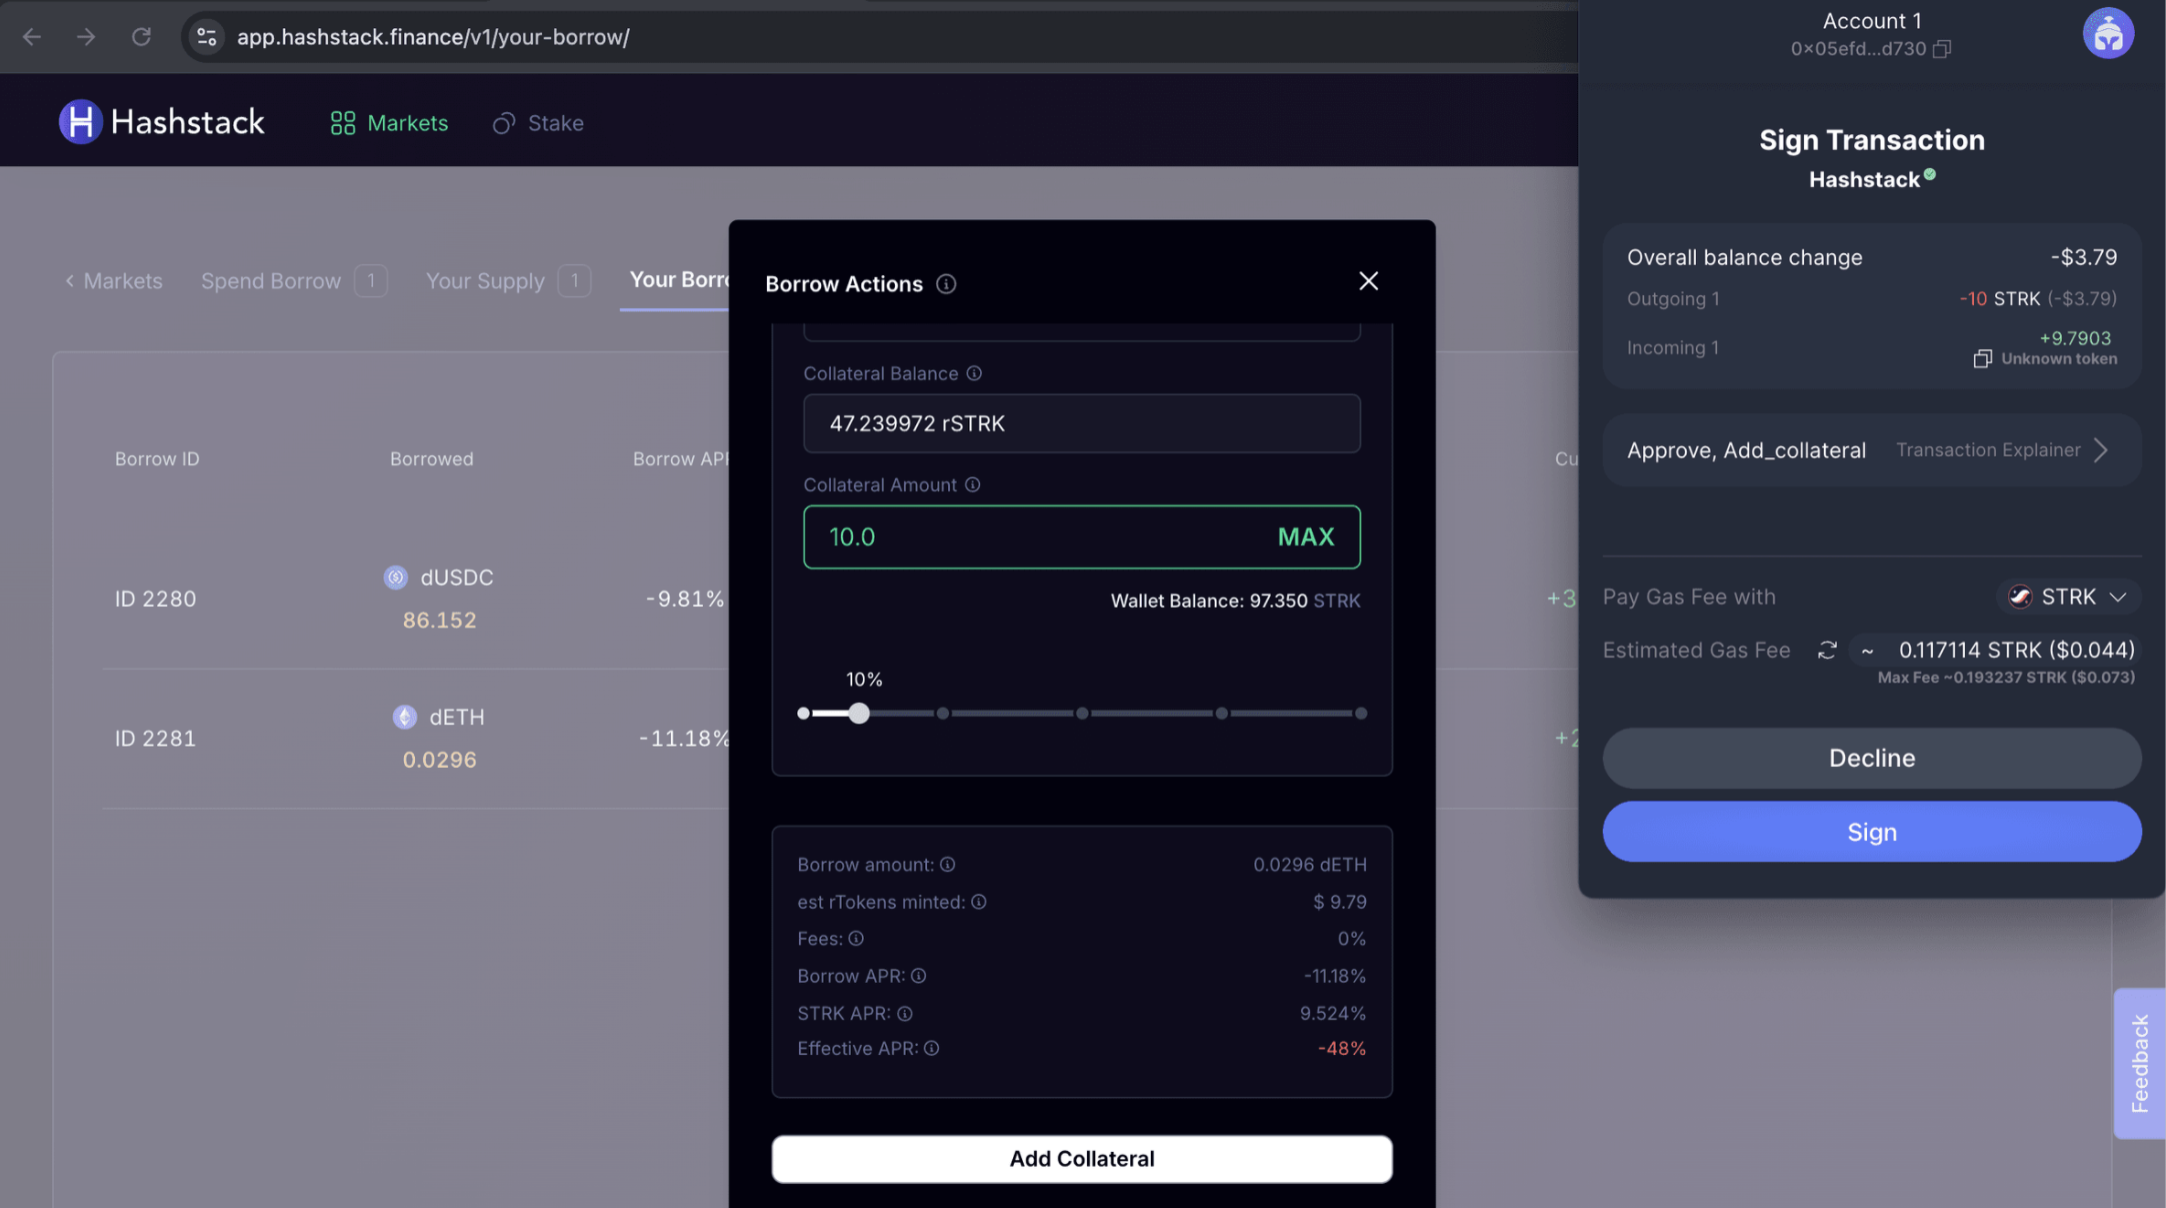 app.hashstack.finance/v1/your-borrow/
Hashstack
Markets
Stake
Markets
Spend Borrow 1
Your Supply 1
Your Borro
Borrow ID
Borrowed
Borrow APR
Cu
ID 2280
dUSDC
86.152
-9.81%
+3
ID 2281
dETH
0.0296
-11.18%
+2
Borrow Actions
Collateral Balance
47.239972 rSTRK
Collateral Amount
10.0
MAX
Wallet Balance: 97.350 STRK
10%
Borrow amount: 0.0296 dETH
est rTokens minted: $ 9.79
Fees: 0%
Borrow APR: -11.18%
STRK APR: 9.524%
Effective APR: -48%
Add Collateral
Account 1
0x05efd...d730
Sign Transaction
Hashstack
Overall balance change -$3.79
Outgoing 1 -10 STRK (-$3.79)
Incoming 1 +9.7903
Unknown token
Approve, Add_collateral Transaction Explainer
Pay Gas Fee with STRK
Estimated Gas Fee ~ 0.117114 STRK ($0.044)
Max Fee ~0.193237 STRK ($0.073)
Decline
Sign
Feedback